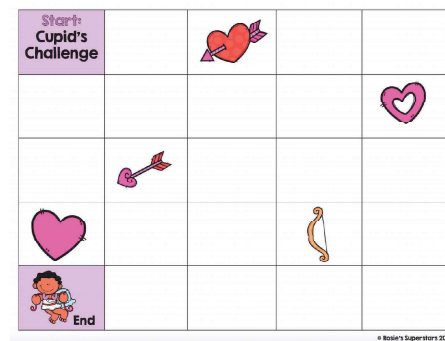 Start:
Cupid's
Challenge
End
© Rosie's Superstars 20